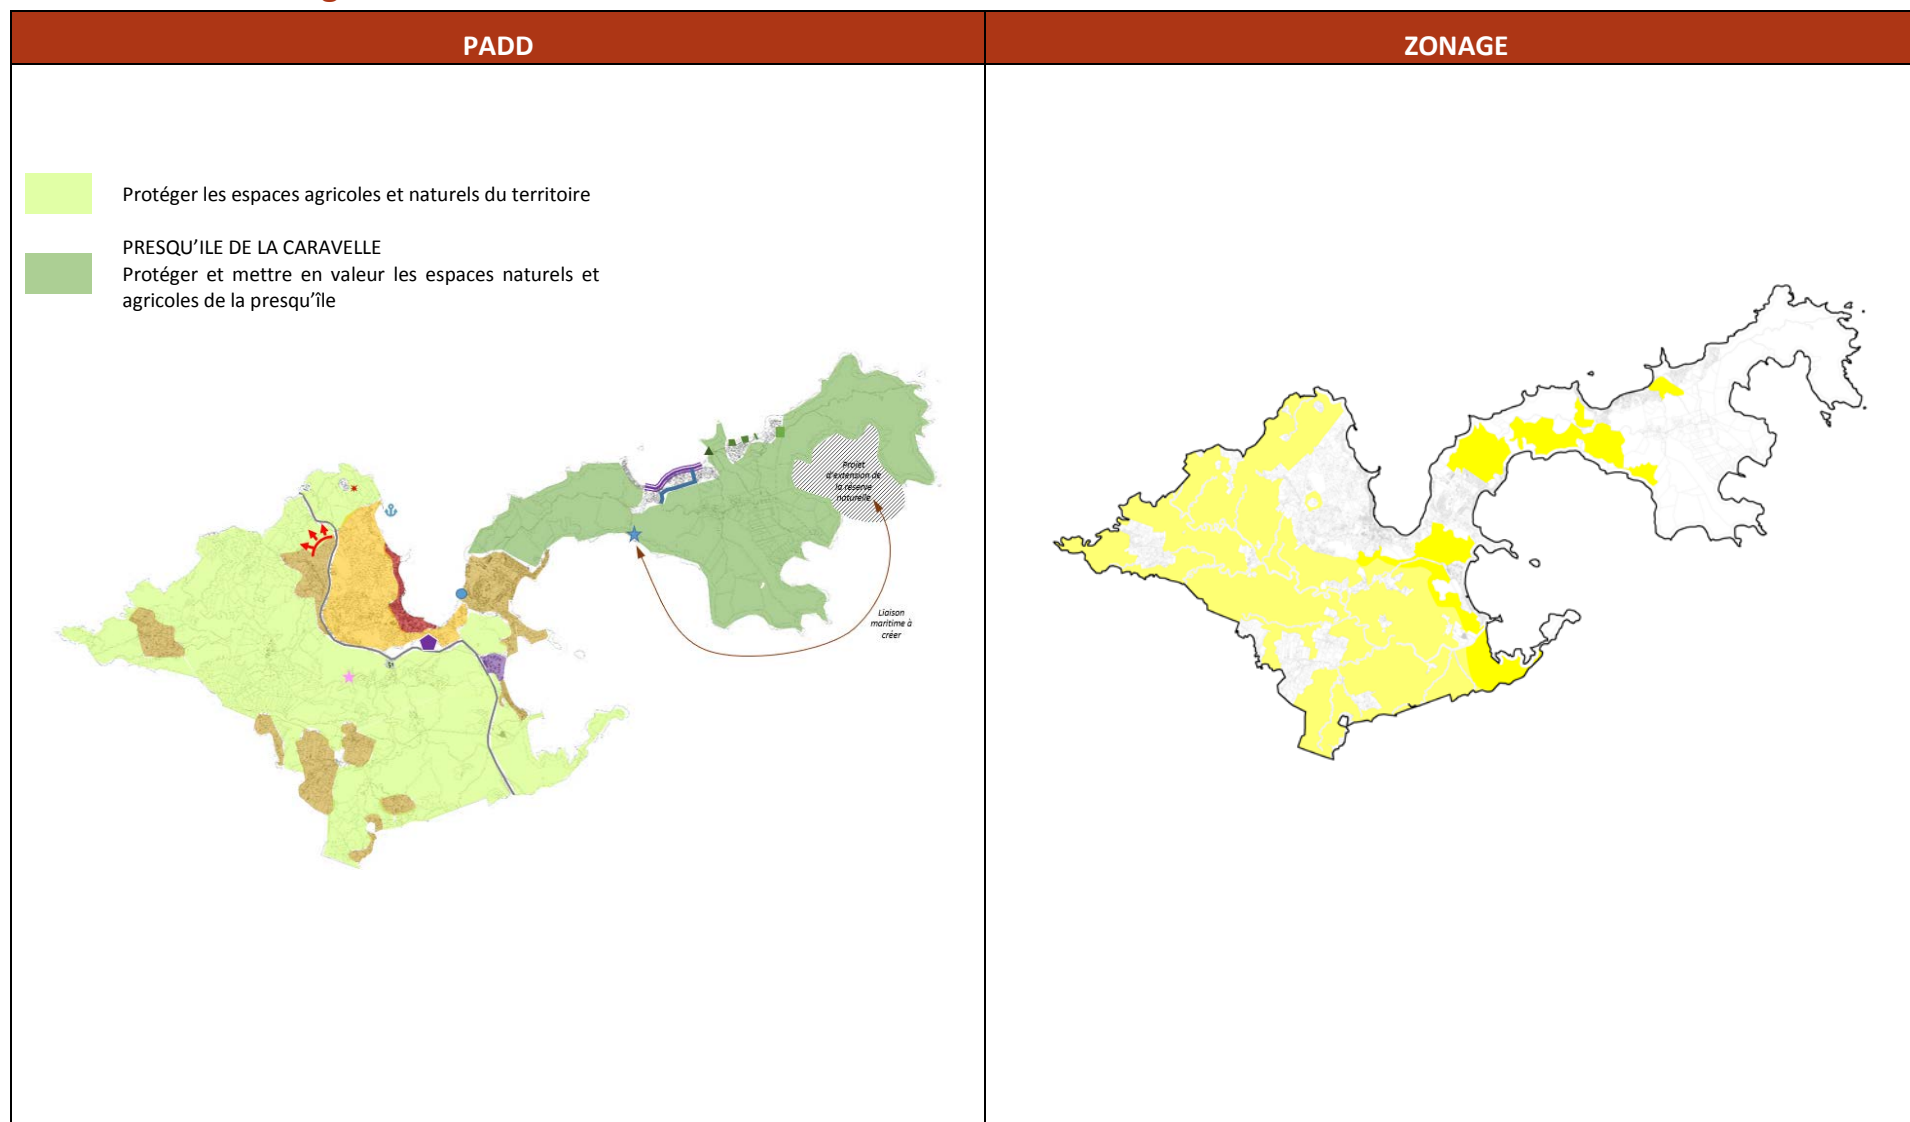 PADD
ZONAGE
Protéger les espaces agricoles et naturels du territoire
PRESQU'ILE DE LA CARAVELLE
Protéger et mettre en valeur les espaces naturels et
agricoles de la presqu'île
Projet
d'extension de
la réserve
naturelle
Liaison
maritime à
créer